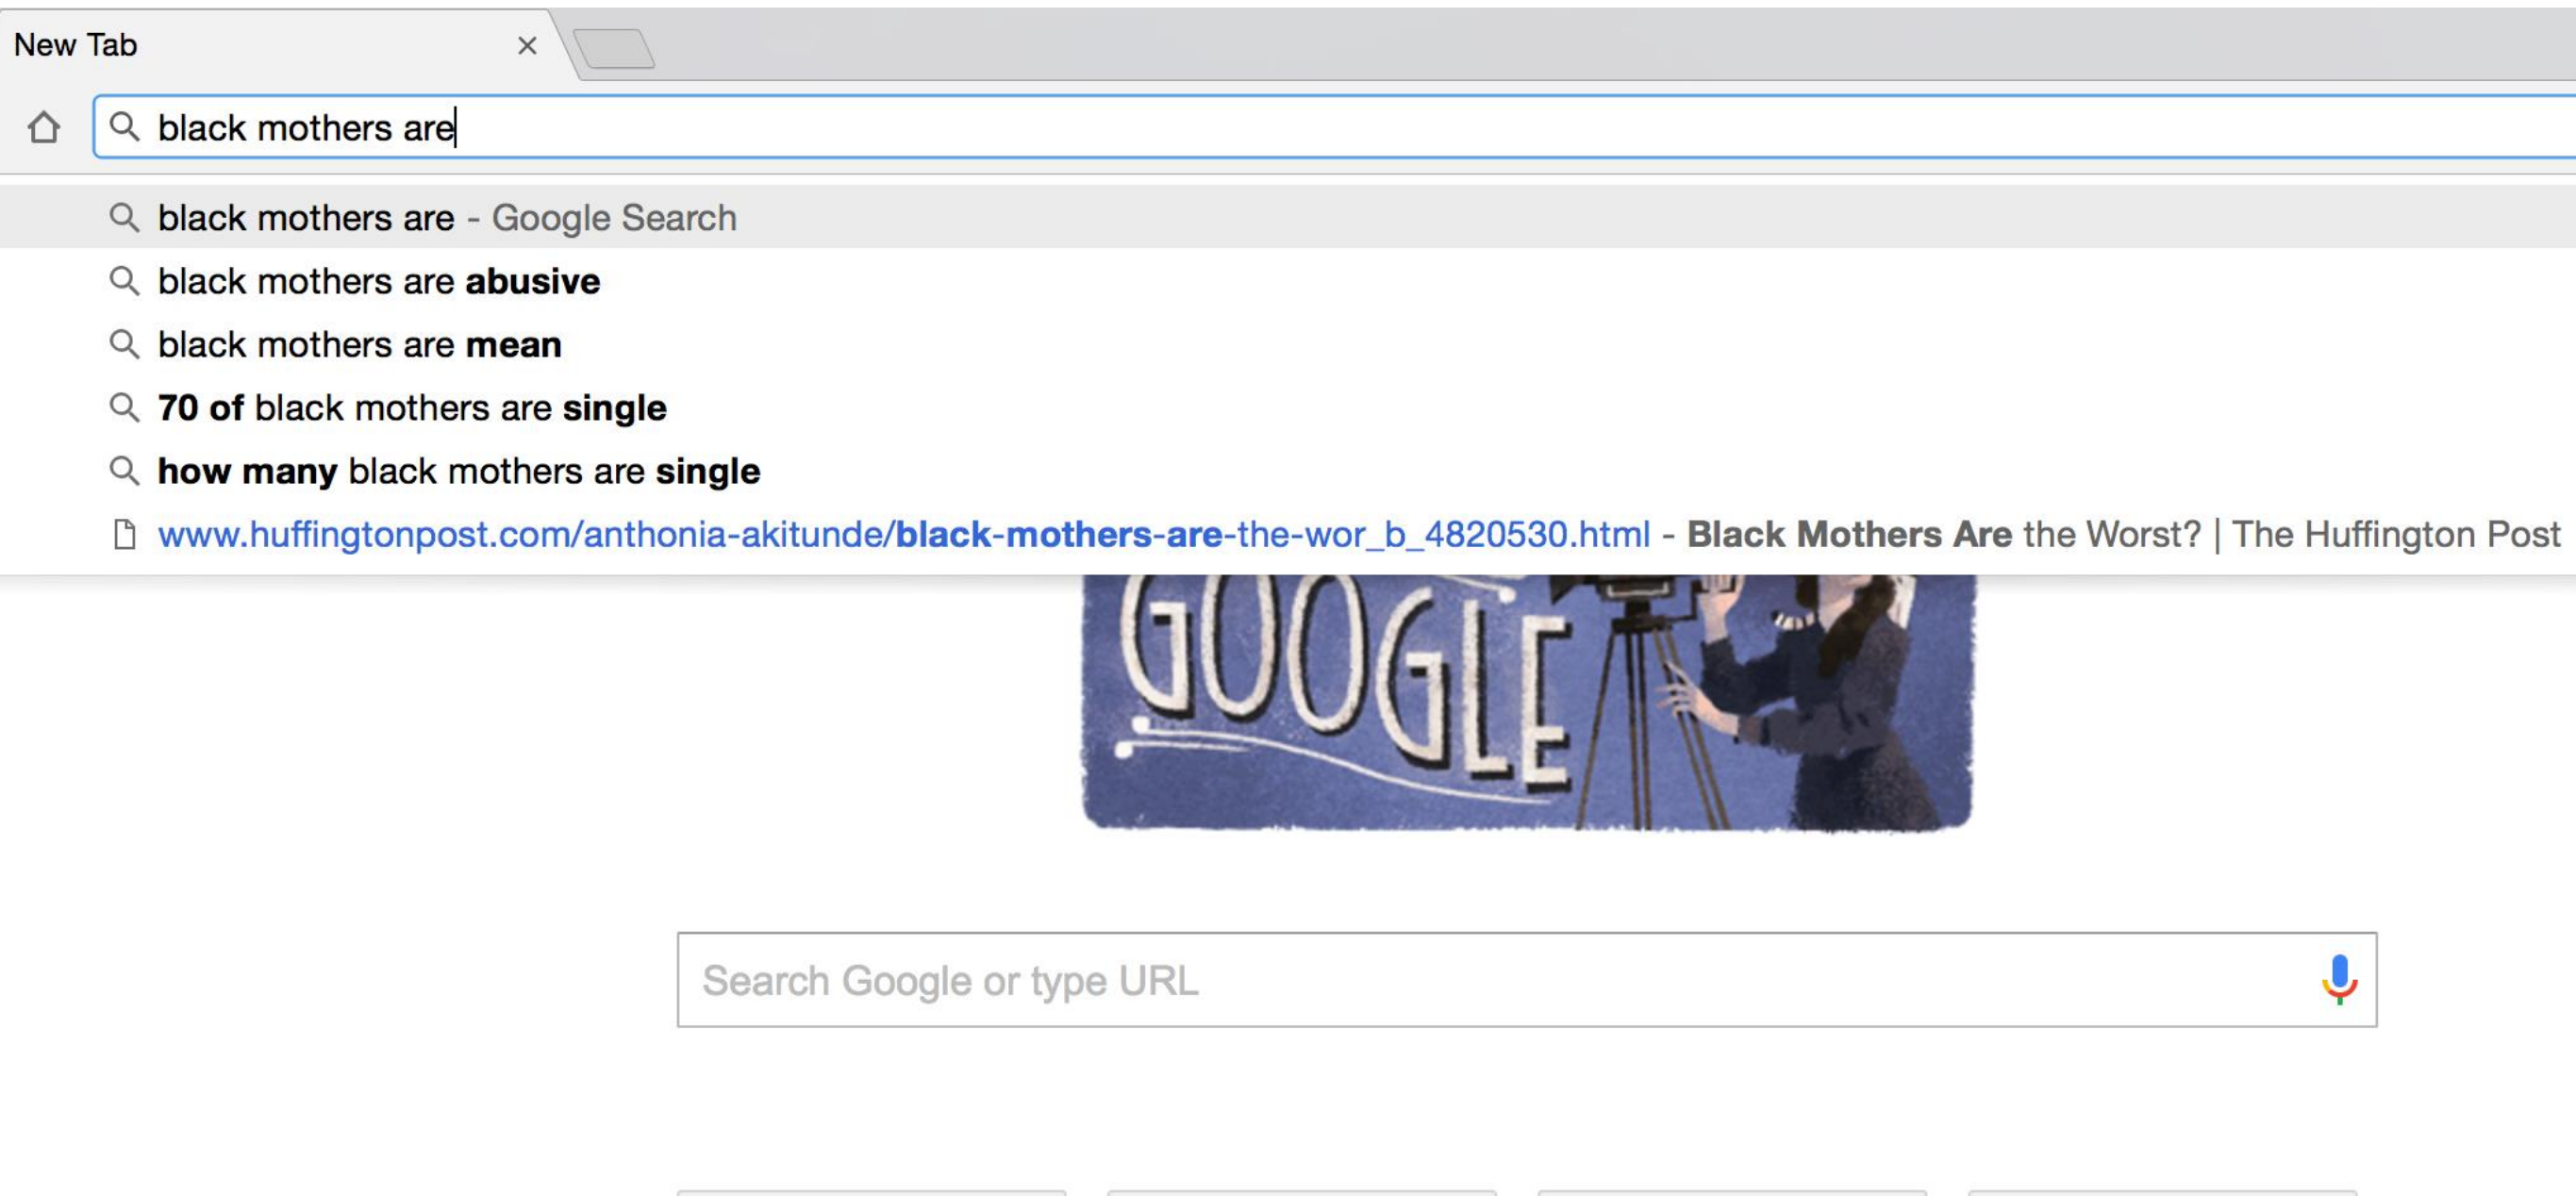 New Tab
black mothers are
black mothers are - Google Search
black mothers are abusive
black mothers are mean
70 of black mothers are single
how many black mothers are single
www.huffingtonpost.com/anthonia-akitunde/black-mothers-are-the-wor_b_4820530.html - Black Mothers Are the Worst? | The Huffington Post
GOOGLE
Search Google or type URL